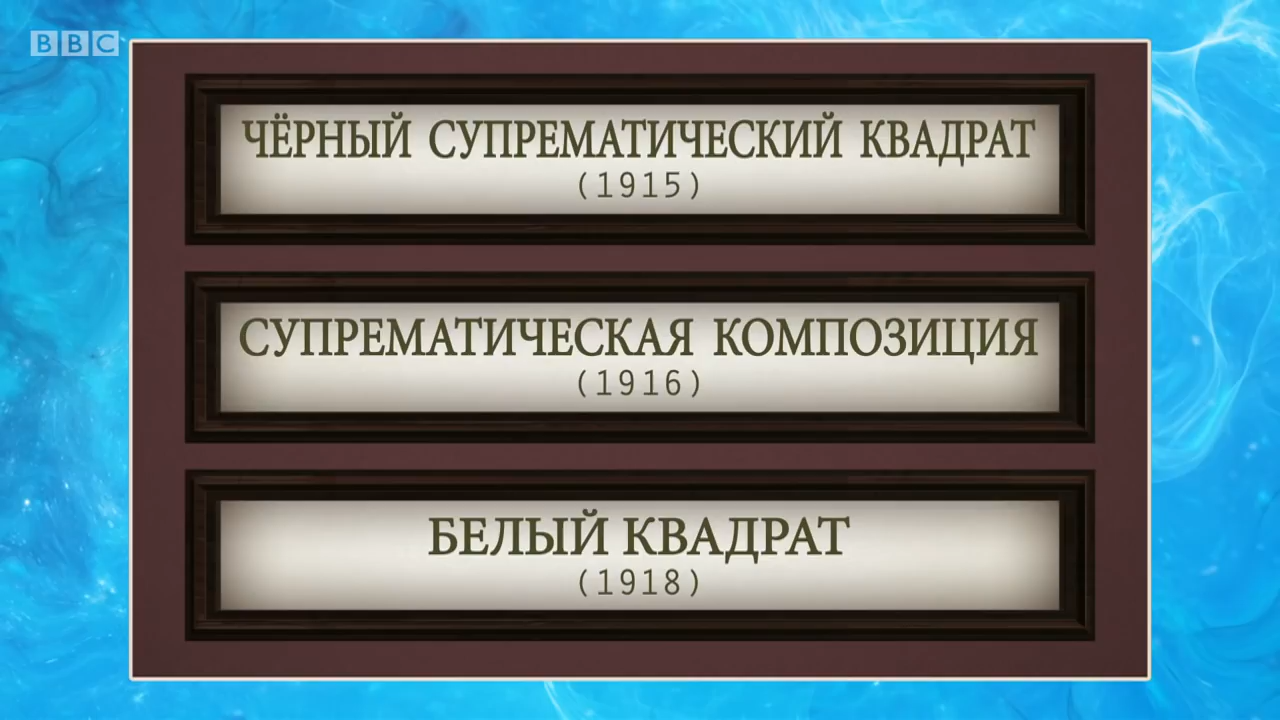 BBC
ЧЁРНЫЙ СУПРЕМАТИЧЕСКИЙ КВАДРАТ
(1915)
СУПРЕМАТИЧЕСКАЯ КОМПОЗИЦИЯ
(1916)
БЕЛЫЙ КВАДРАТ
(1918)